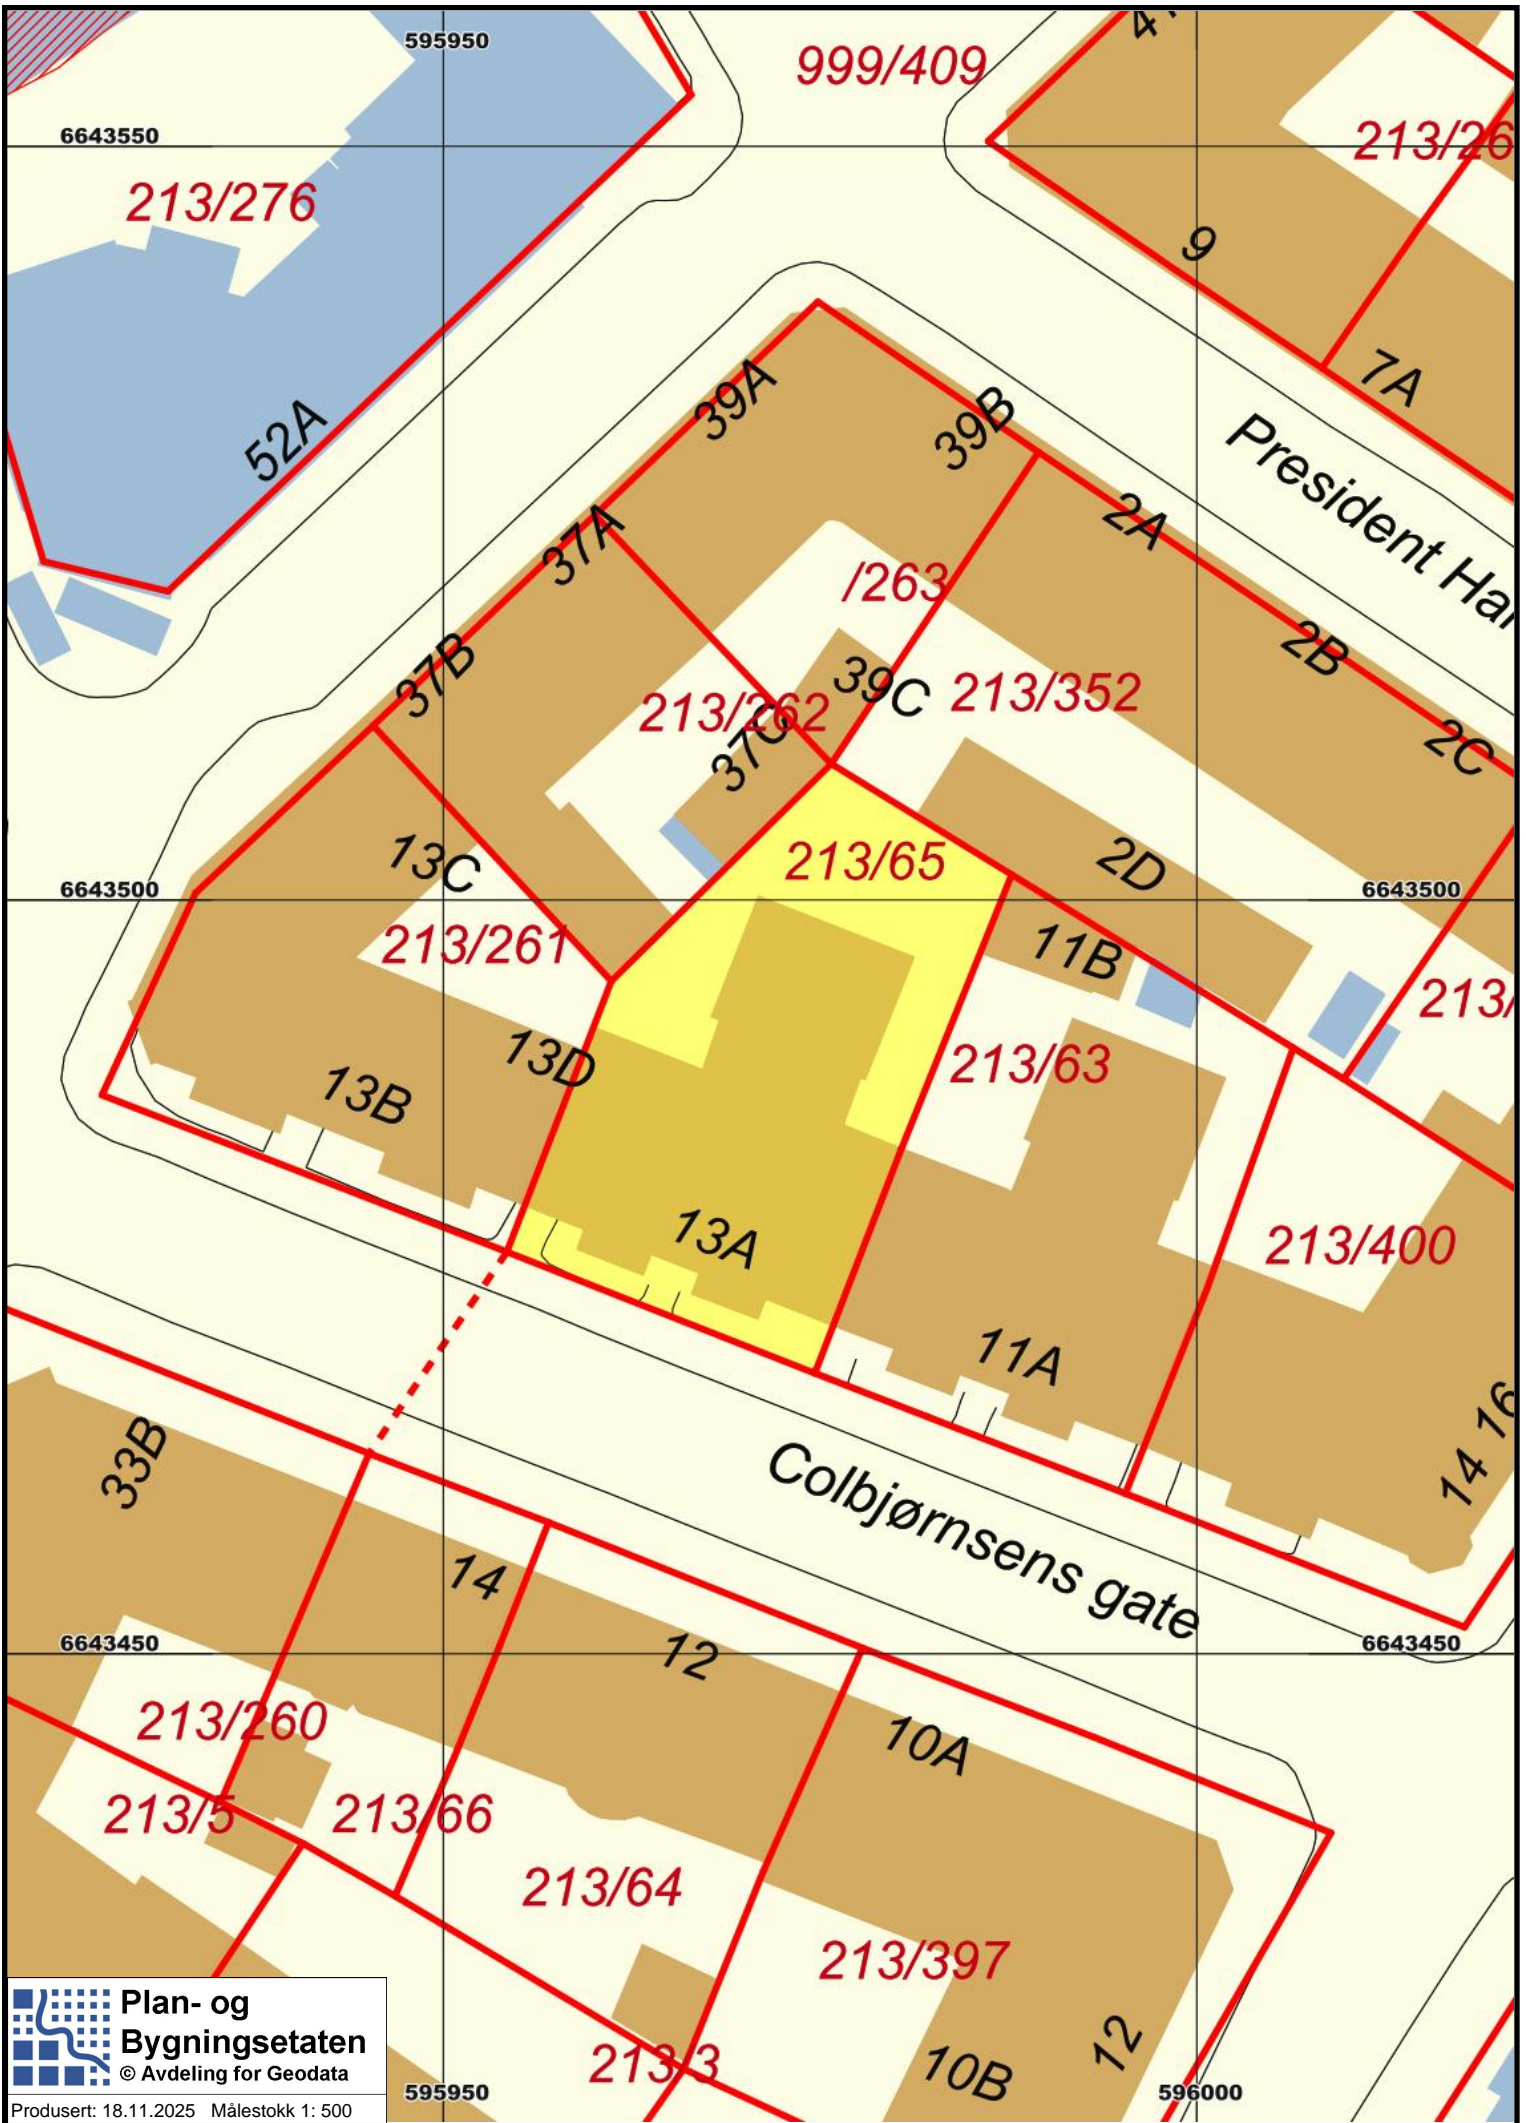 595950
999/409
6643550
213/276
213/26
9
7A
52A
39A
39B
President Har
2A
37A
/263
2B
37B
39C
213/352
213/262
37C
2C
13C
213/65
2D
6643500
6643500
213/261
11B
213/
13D
213/63
13B
13A
213/400
11A
16
14
33B
Colbjørnsens gate
14
12
6643450
6643450
213/260
10A
213/5
213/66
213/64
213/397
213/3
10B
12
595950
596000
Plan- og
Bygningsetaten
© Avdeling for Geodata
Produsert: 18.11.2025 Målestokk 1: 500